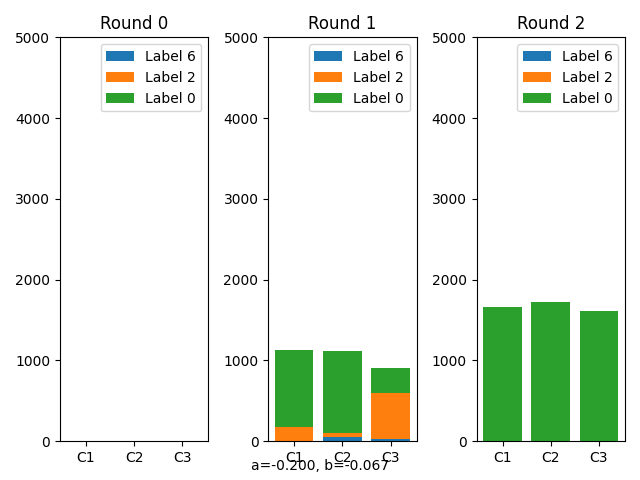 Round 0
Round 1
Round 2
5000
4000
3000
2000
1000
0
Label 6
Label 2
Label 0
C1
C2
C3
5000
4000
3000
2000
1000
0
Label 6
Label 2
Label 0
C1
C2
C3
5000
4000
3000
2000
1000
0
Label 6
Label 2
Label 0
C1
C2
C3
a=-0.200, b=-0.067